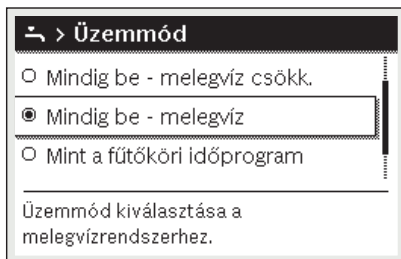 > Üzemmód
Mindig be - melegvíz csökk.
Mindig be - melegvíz
Mint a fűtőköri időprogram
Üzemmód kiválasztása a
melegvízrendszerhez.